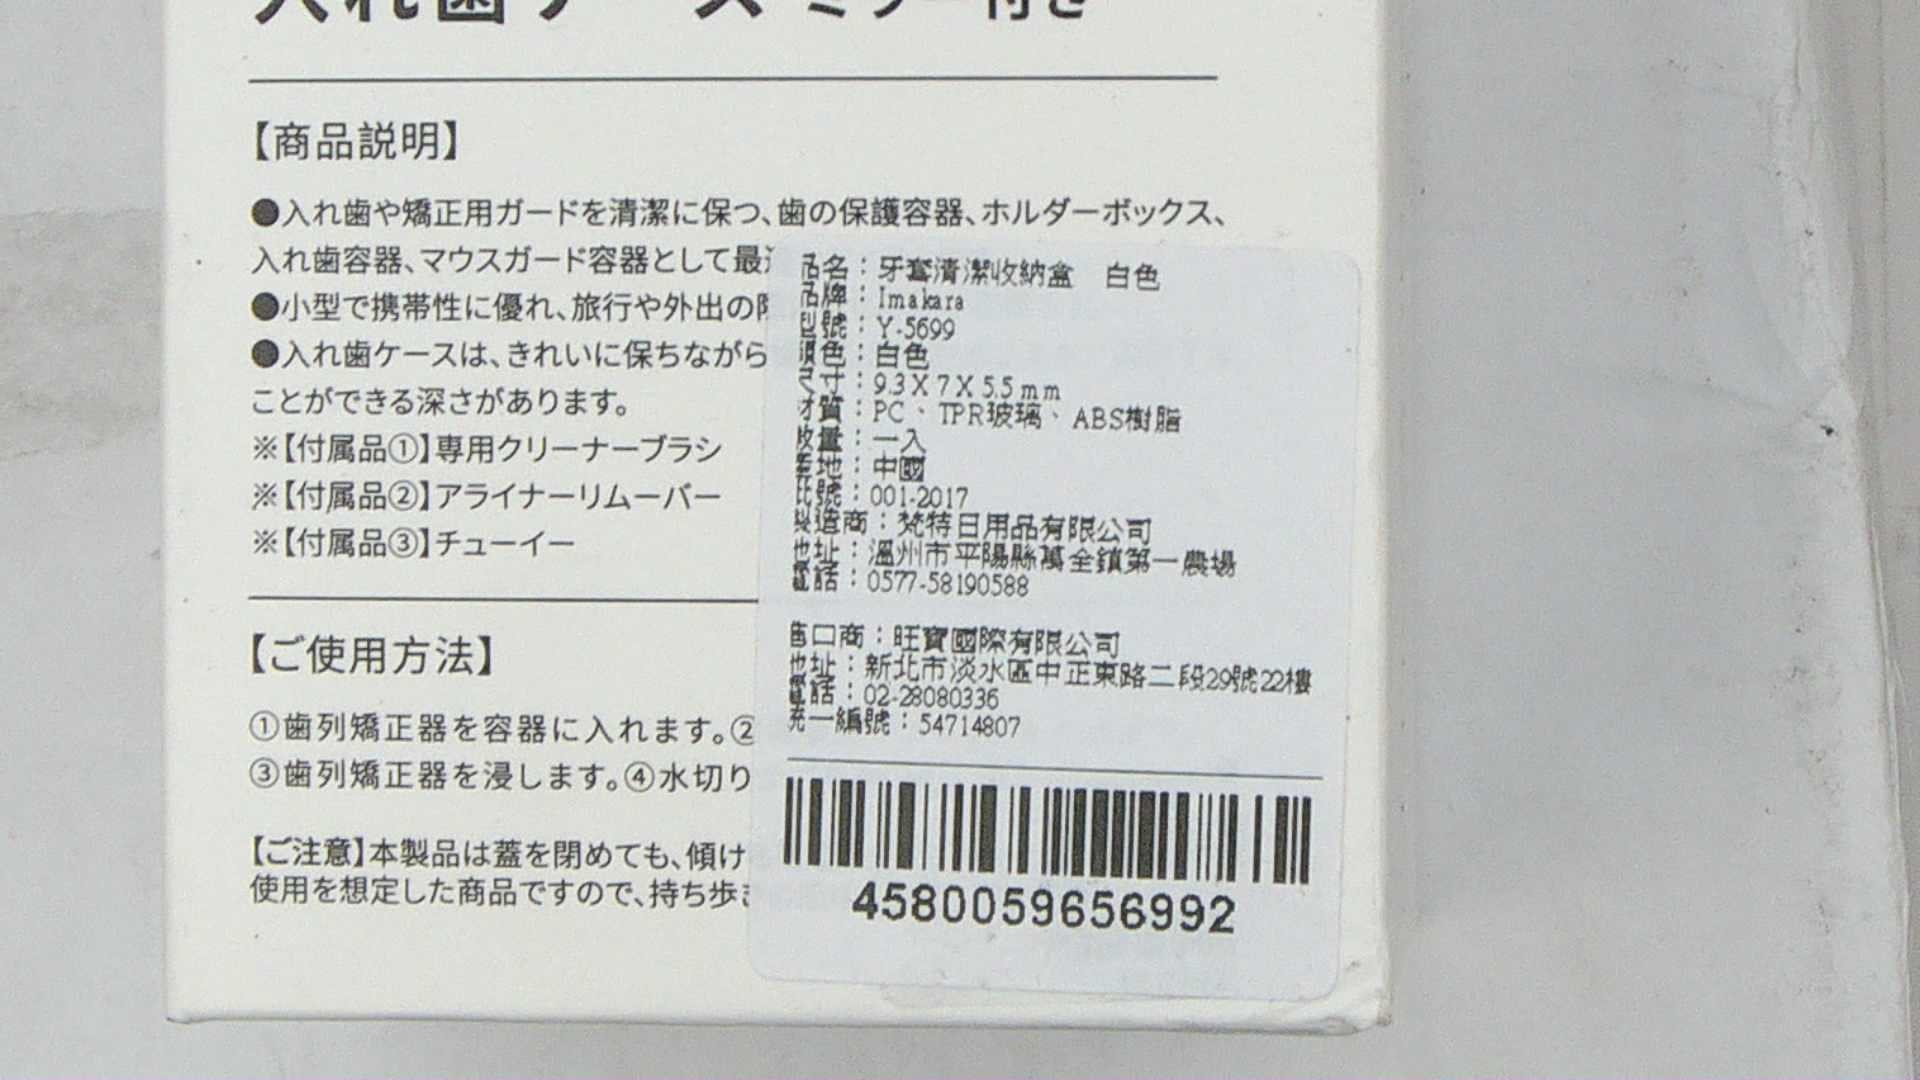 入れ歯ケース ミラー付き
【商品説明】
●入れ歯や矯正用ガードを清潔に保つ、歯の保護容器、ホルダーボックス、
入れ歯容器、マウスガード容器として最
●小型で携帯性に優れ、旅行や外出の
●入れ歯ケースは、きれいに保ちながら
ことができる深さがあります。
※【付属品①】専用クリーナーブラシ
※【付属品②】アライナーリムーバー
※【付属品③】チューイー
【ご使用方法】
①歯列矯正器を容器に入れます。②
③歯列矯正器を浸します。④水切り
【ご注意】本製品は蓋を閉めても、傾け
使用を想定した商品ですので、持ち歩
品名：牙套清潔收納盒 白色
品牌：Imakara
型號：Y-5699
顏色：白色
尺寸：9.3X7X5.5mm
材質：PC、TPR玻璃、ABS樹脂
數量：一入
產地：中國
批號：001-2017
製造商：梵特日用品有限公司
地址：溫州市平陽縣萬全鎮第一農場
電話：0577-58190588
售口商：旺寶國際有限公司
地址：新北市淡水區中正東路二段29號22樓
電話：02-28080336
充一編號：54714807
4580059656992